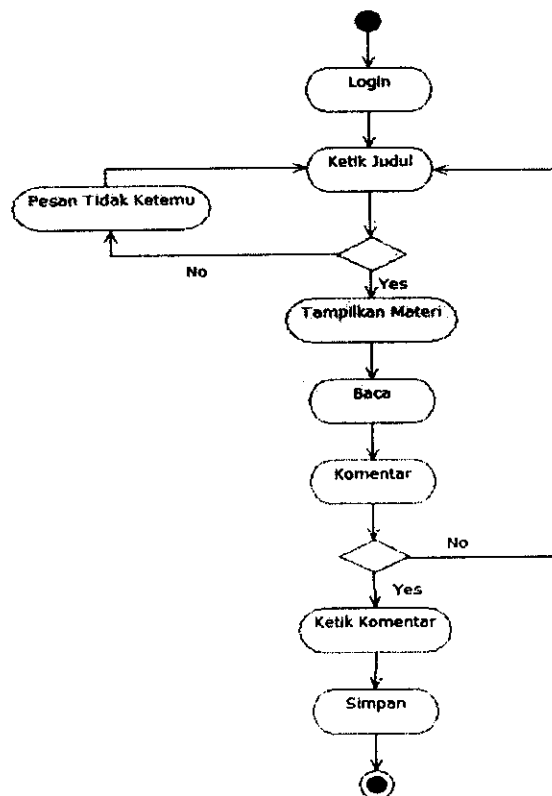 Login
Ketik Judul
Pesan Tidak Ketemu
No
Yes
Tampilkan Materi
Baca
Komentar
No
Yes
Ketik Komentar
Simpan